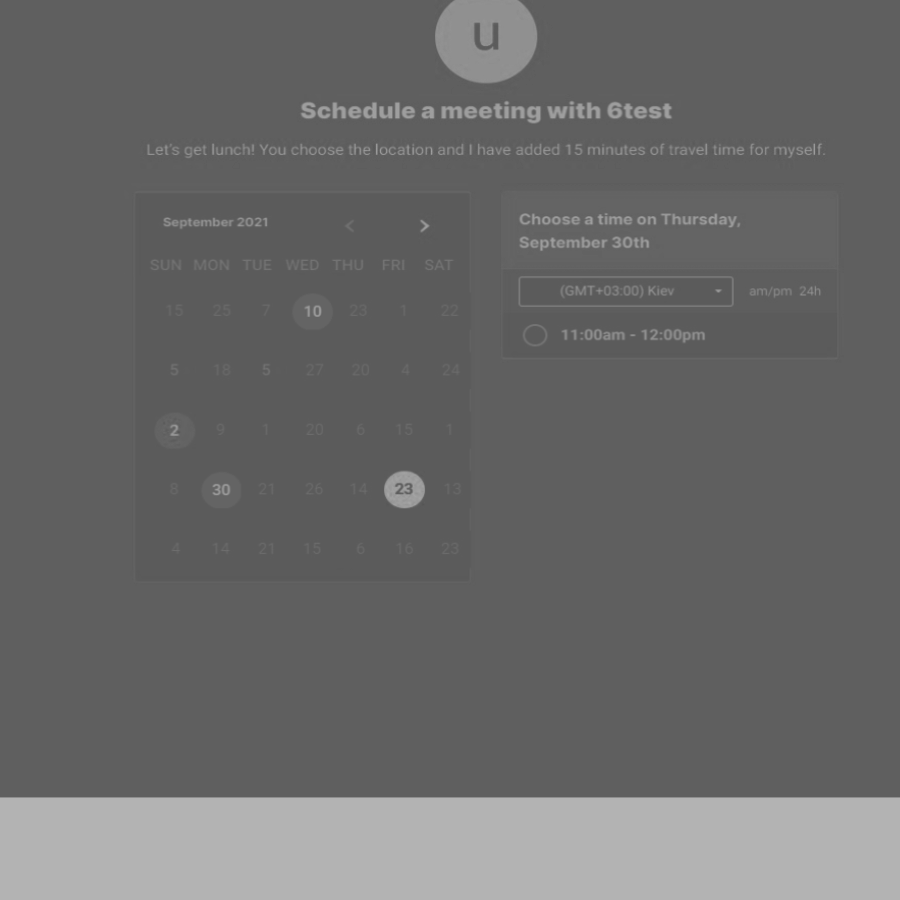 u
Schedule a meeting with 6test
Let's get lunch! You choose the location and I have added 15 minutes of travel time for myself.
September 2021 < >
SUN MON TUE WED THU FRI SAT
15 25 7 10 23 1 22
5 18 5 27 20 4 24
2 9 1 20 6 15 1
8 30 21 26 14 23 13
4 14 21 15 6 16 23
Choose a time on Thursday,
September 30th
(GMT+03:00) Kiev am/pm 24h
11:00am - 12:00pm